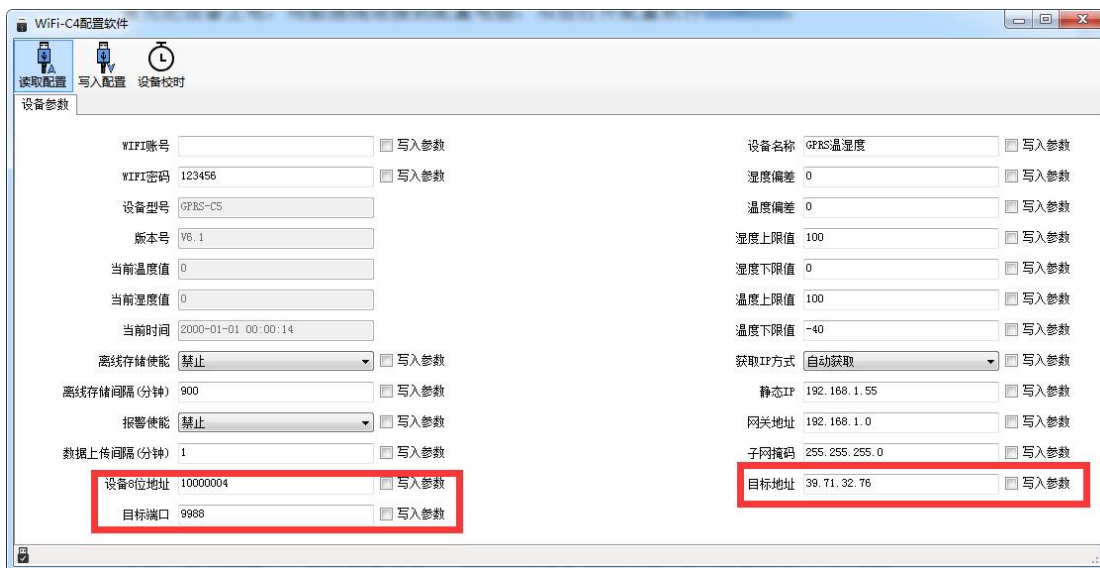 WiFi-C4配置软件
读取配置 写入配置 设备校时
设备参数
WIFI账号 写入参数 设备名称 GPRS温湿度 写入参数
WIFI密码 123456 写入参数 湿度偏差 0 写入参数
设备型号 GPRS-C5 温度偏差 0 写入参数
版本号 V6.1 湿度上限值 100 写入参数
当前温度值 0 湿度下限值 0 写入参数
当前湿度值 0 温度上限值 100 写入参数
当前时间 2000-01-01 00:00:14 温度下限值 -40 写入参数
离线存储使能 禁止 写入参数 获取IP方式 自动获取 写入参数
离线存储间隔(分钟) 900 写入参数 静态IP 192.168.1.55 写入参数
报警使能 禁止 写入参数 网关地址 192.168.1.0 写入参数
数据上传间隔(分钟) 1 写入参数 子网掩码 255.255.255.0 写入参数
设备8位地址 10000004 写入参数 目标地址 39.71.32.76 写入参数
目标端口 9988 写入参数